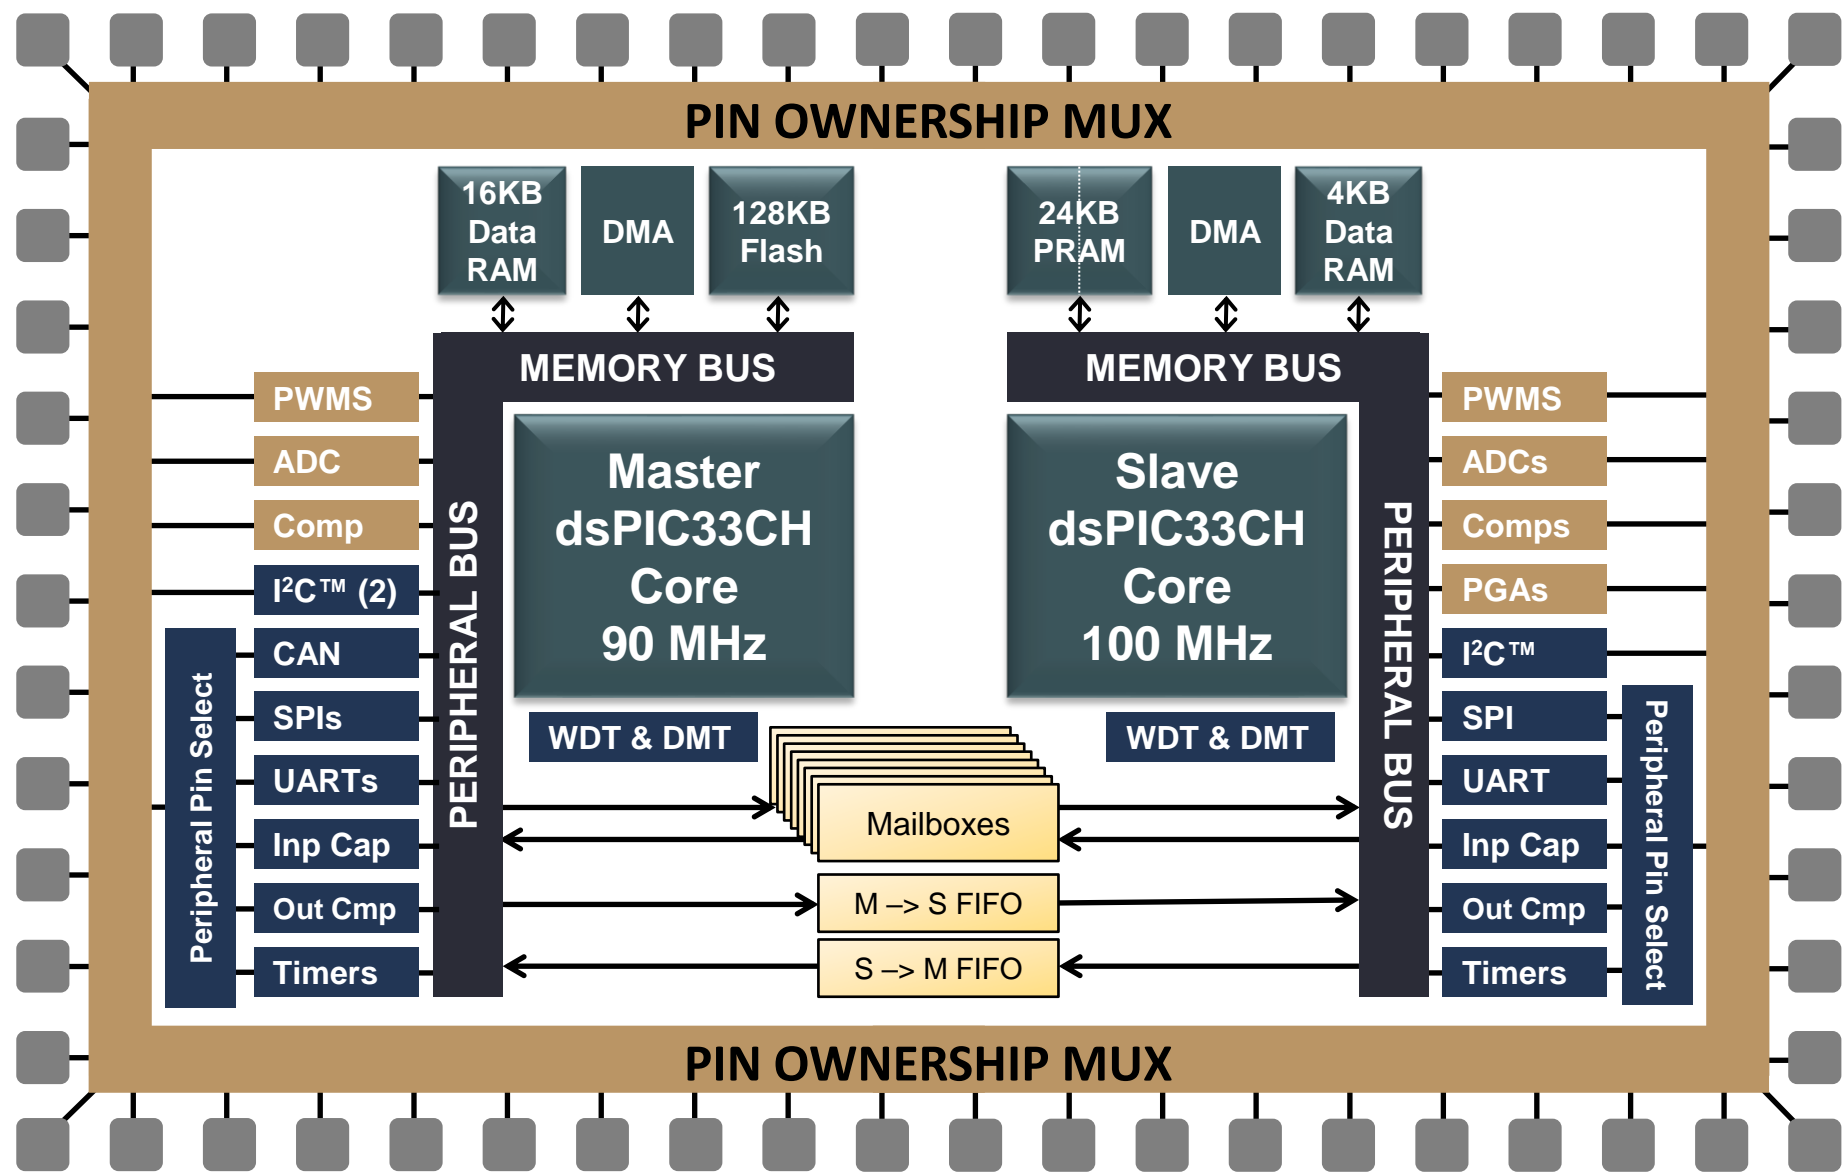 PIN OWNERSHIP MUX
16KB
Data
RAM
DMA
128KB
Flash
24KB
PRAM
DMA
4KB
Data
RAM
MEMORY BUS
MEMORY BUS
PWMS
ADC
Comp
I²C™ (2)
CAN
SPIs
UARTs
Inp Cap
Out Cmp
Timers
Peripheral Pin Select
PERIPHERAL BUS
Master
dsPIC33CH
Core
90 MHz
WDT & DMT
Slave
dsPIC33CH
Core
100 MHz
WDT & DMT
Mailboxes
M –> S FIFO
S –> M FIFO
PERIPHERAL BUS
PWMS
ADCs
Comps
PGAs
I²C™
SPI
UART
Inp Cap
Out Cmp
Timers
Peripheral Pin Select
PIN OWNERSHIP MUX